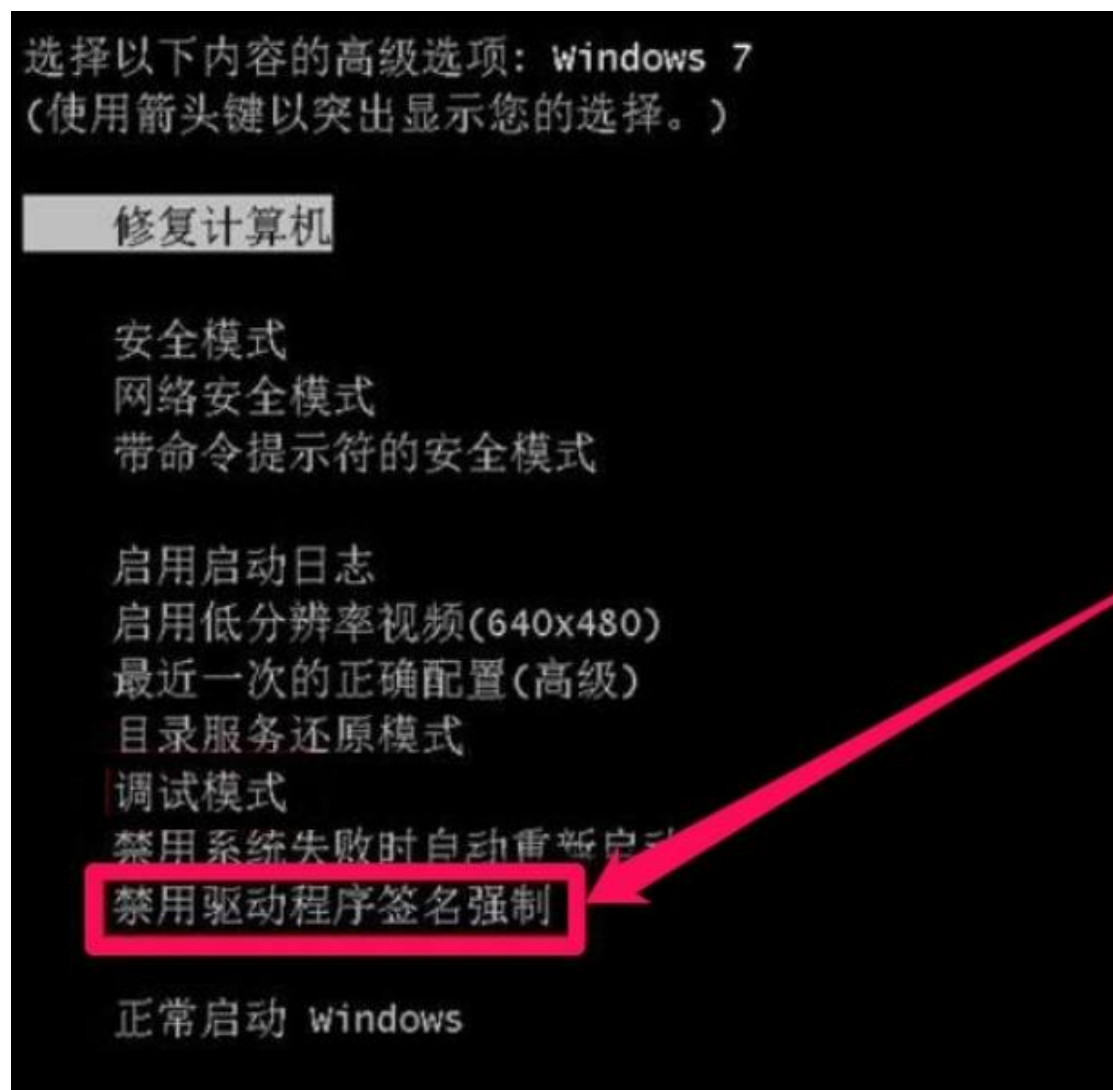 选择以下内容的高级选项: Windows 7
(使用箭头键以突出显示您的选择。)
修复计算机
安全模式
网络安全模式
带命令提示符的安全模式
启用启动日志
启用低分辨率视频(640x480)
最近一次的正确配置(高级)
目录服务还原模式
调试模式
禁用系统失败时自动重新启动
禁用驱动程序签名强制
正常启动 Windows